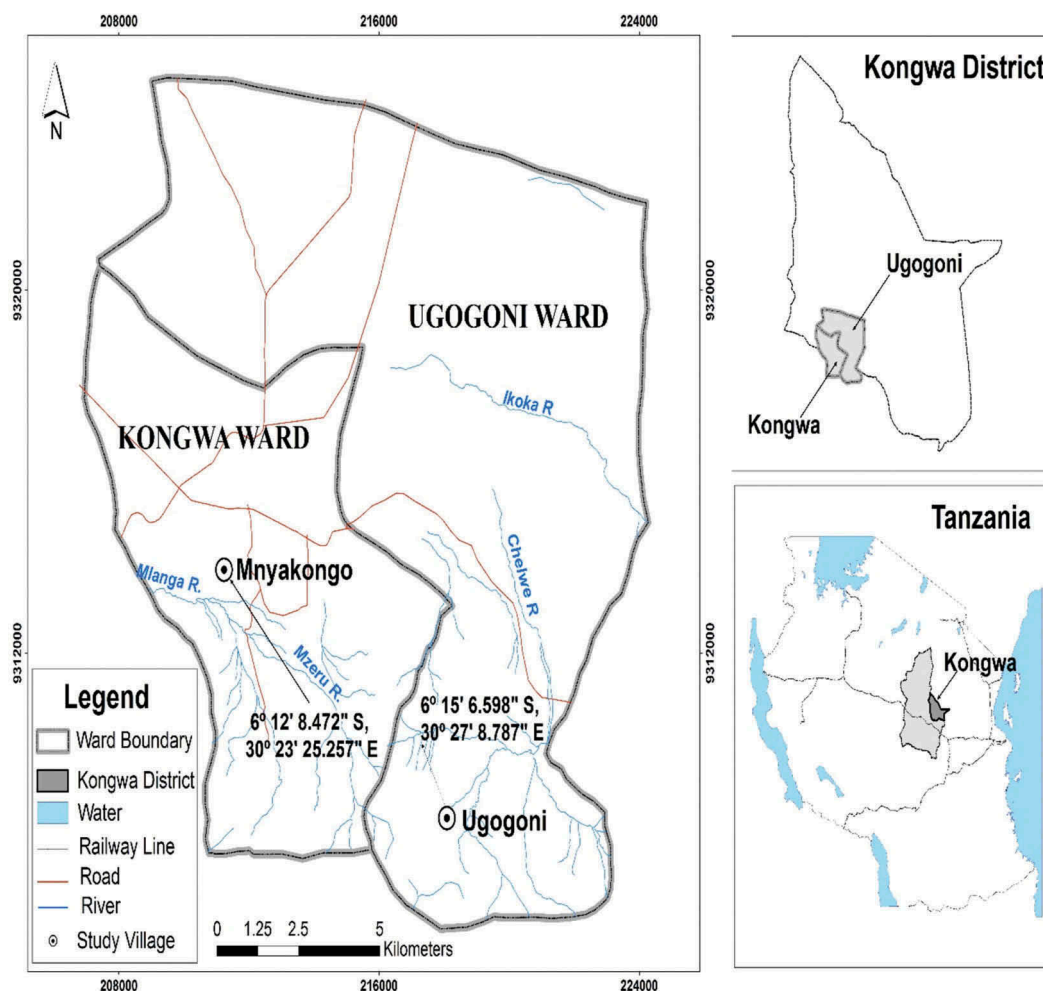 208000
216000
224000
N
9320000
9320000
9312000
9312000
UGOGONI WARD
KONGWA WARD
Ikoka R
Chelwe R
Mnyakongo
Mlanga R.
Mzeru R.
6º 12' 8.472" S,
30º 23' 25.257" E
6º 15' 6.598" S,
30º 27' 8.787" E
Ugogoni
Legend
Ward Boundary
Kongwa District
Water
Railway Line
Road
River
Study Village
0 1.25 2.5 5
Kilometers
208000
216000
224000
Kongwa District
Ugogoni
Kongwa
Tanzania
Kongwa